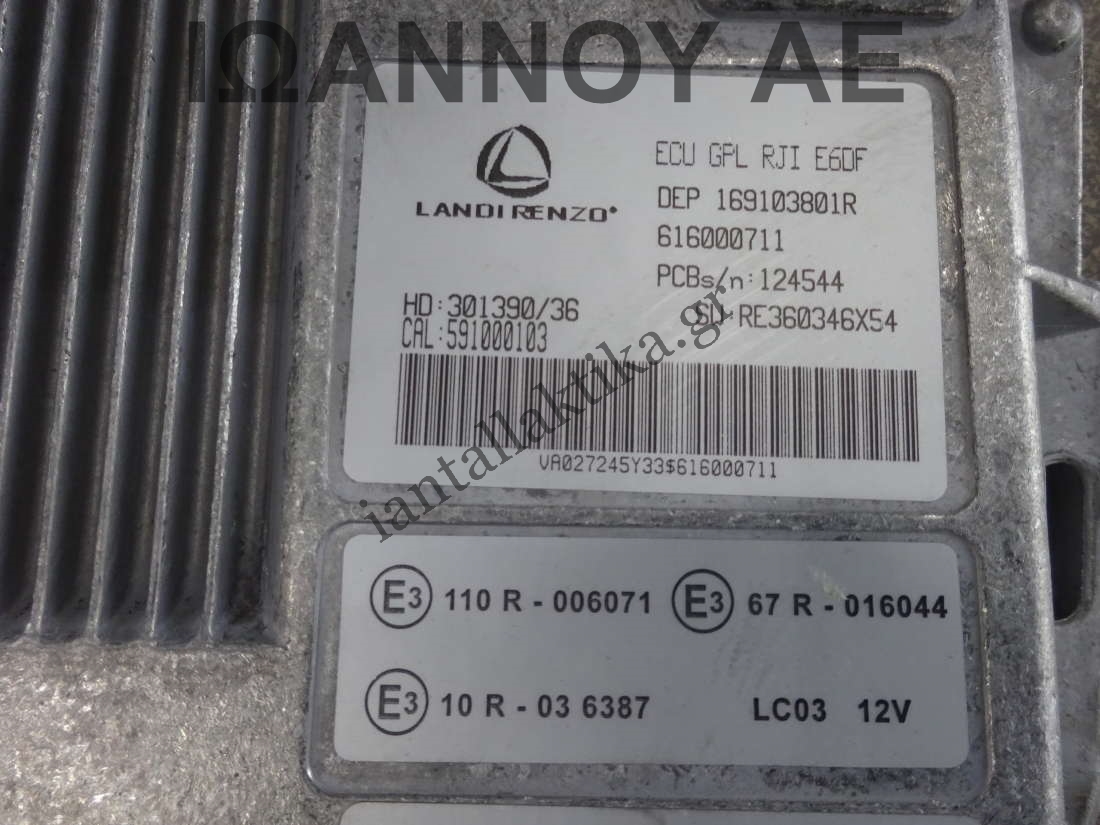 ΙΩΑΝΝΟΥ ΑΕ
LANDIRENZO®
ECU GPL RJI E6DF
DEP 169103801R
616000711
PCBs/n:124544
HD:301390/36
SW:RE360346X54
CAL:591000103
VA027245Y33$616000711
iantallaktika.gr
E3 110 R - 006071 E3 67 R - 016044
E3 10 R - 03 6387 LC03 12V